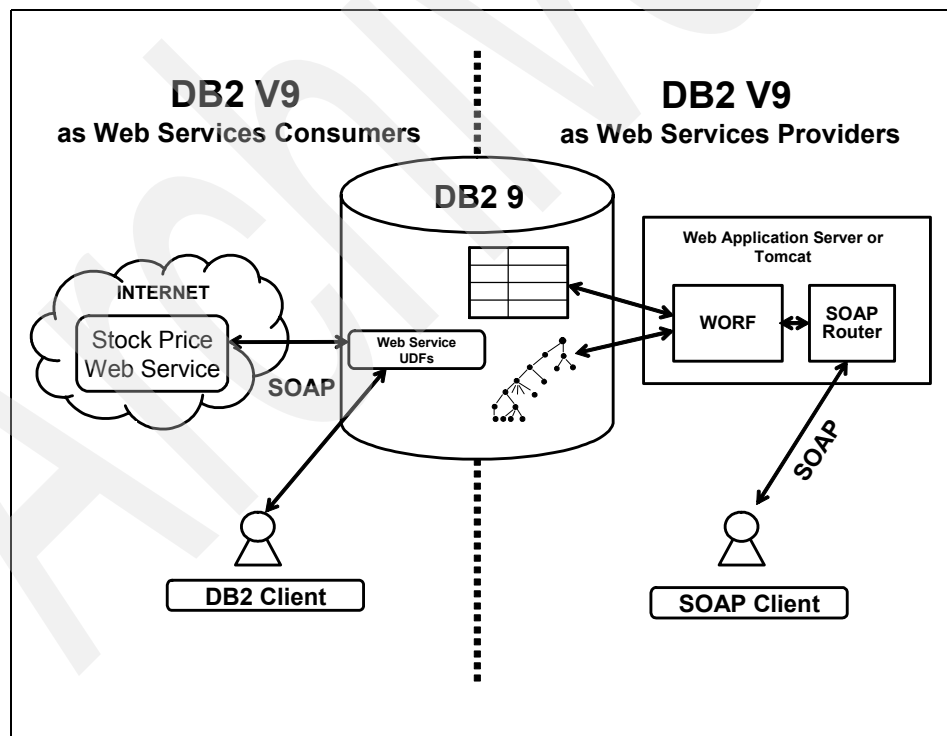 DB2 V9
as Web Services Consumers
DB2 V9
as Web Services Providers
DB2 9
Web Application Server or
Tomcat
INTERNET
Stock Price
Web Service
SOAP
Web Service
UDFs
WORF
SOAP
Router
SOAP
DB2 Client
SOAP Client